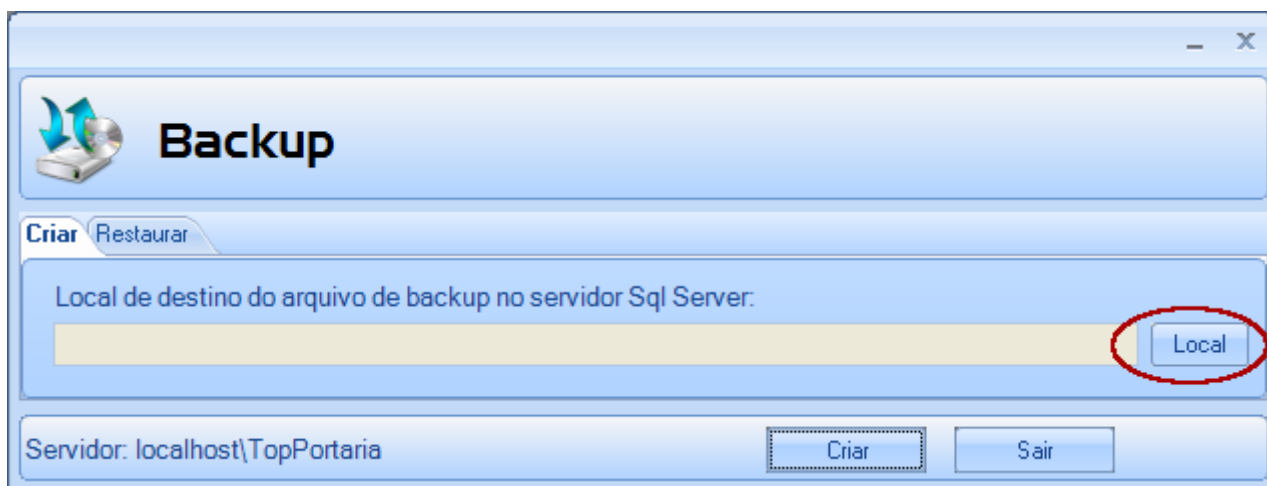 Backup
Criar Restaurar
Local de destino do arquivo de backup no servidor Sql Server:
Local
Servidor: localhost\TopPortaria Criar Sair